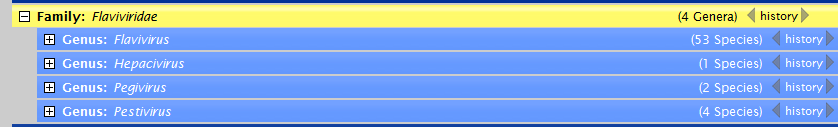 Family: Flaviviridae (4 Genera) history
Genus: Flavivirus (53 Species) history
Genus: Hepacivirus (1 Species) history
Genus: Pegivirus (2 Species) history
Genus: Pestivirus (4 Species) history